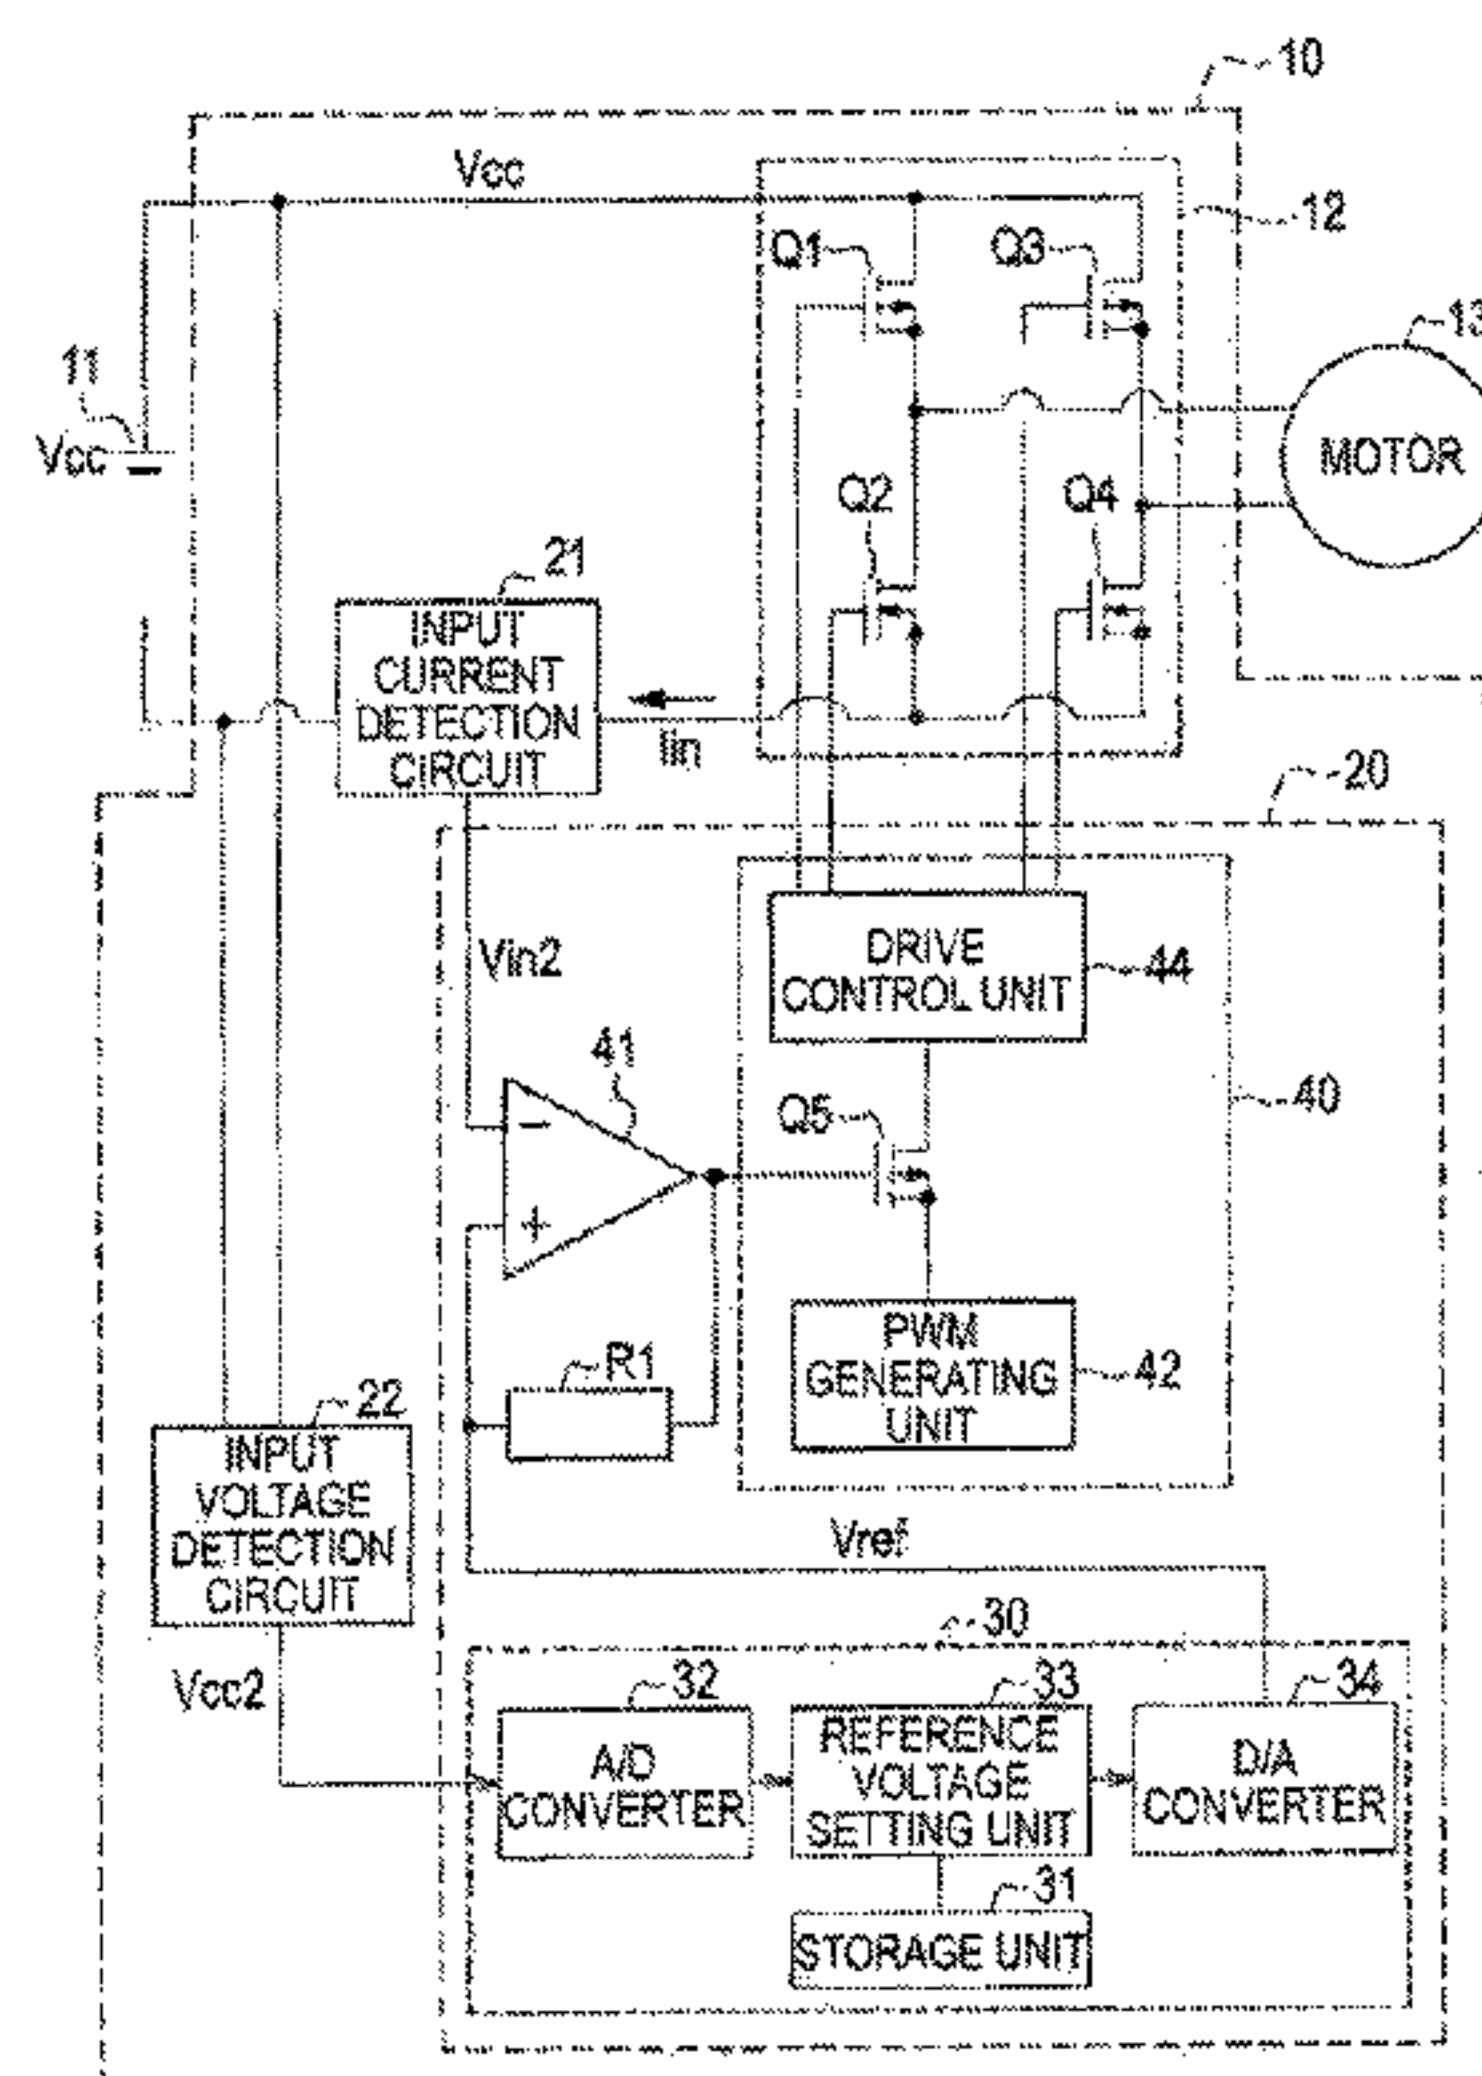 10
Vcc
12
Q1
Q3
13
11
Vcc
MOTOR
Q2
Q4
21
INPUT
CURRENT
DETECTION
CIRCUIT
Iin
20
Vin2
DRIVE
CONTROL UNIT
44
41
−
+
Q5
40
R1
PWM
GENERATING
UNIT
42
22
INPUT
VOLTAGE
DETECTION
CIRCUIT
Vref
30
Vcc2
32
A/D
CONVERTER
33
REFERENCE
VOLTAGE
SETTING UNIT
34
D/A
CONVERTER
31
STORAGE UNIT